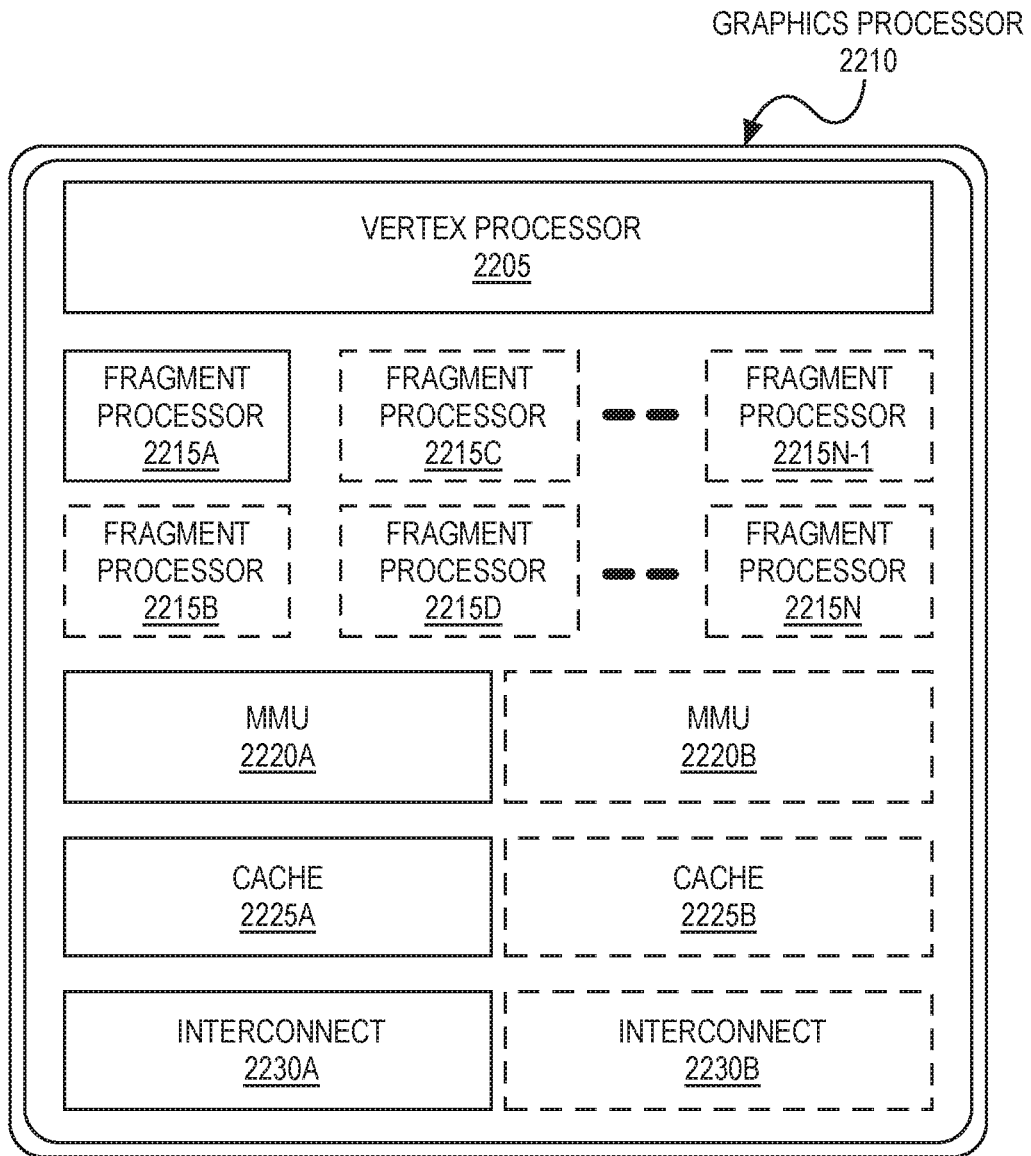 GRAPHICS PROCESSOR
2210
VERTEX PROCESSOR
2205
FRAGMENT
PROCESSOR
2215A
FRAGMENT
PROCESSOR
2215C
FRAGMENT
PROCESSOR
2215N-1
FRAGMENT
PROCESSOR
2215B
FRAGMENT
PROCESSOR
2215D
FRAGMENT
PROCESSOR
2215N
MMU
2220A
MMU
2220B
CACHE
2225A
CACHE
2225B
INTERCONNECT
2230A
INTERCONNECT
2230B